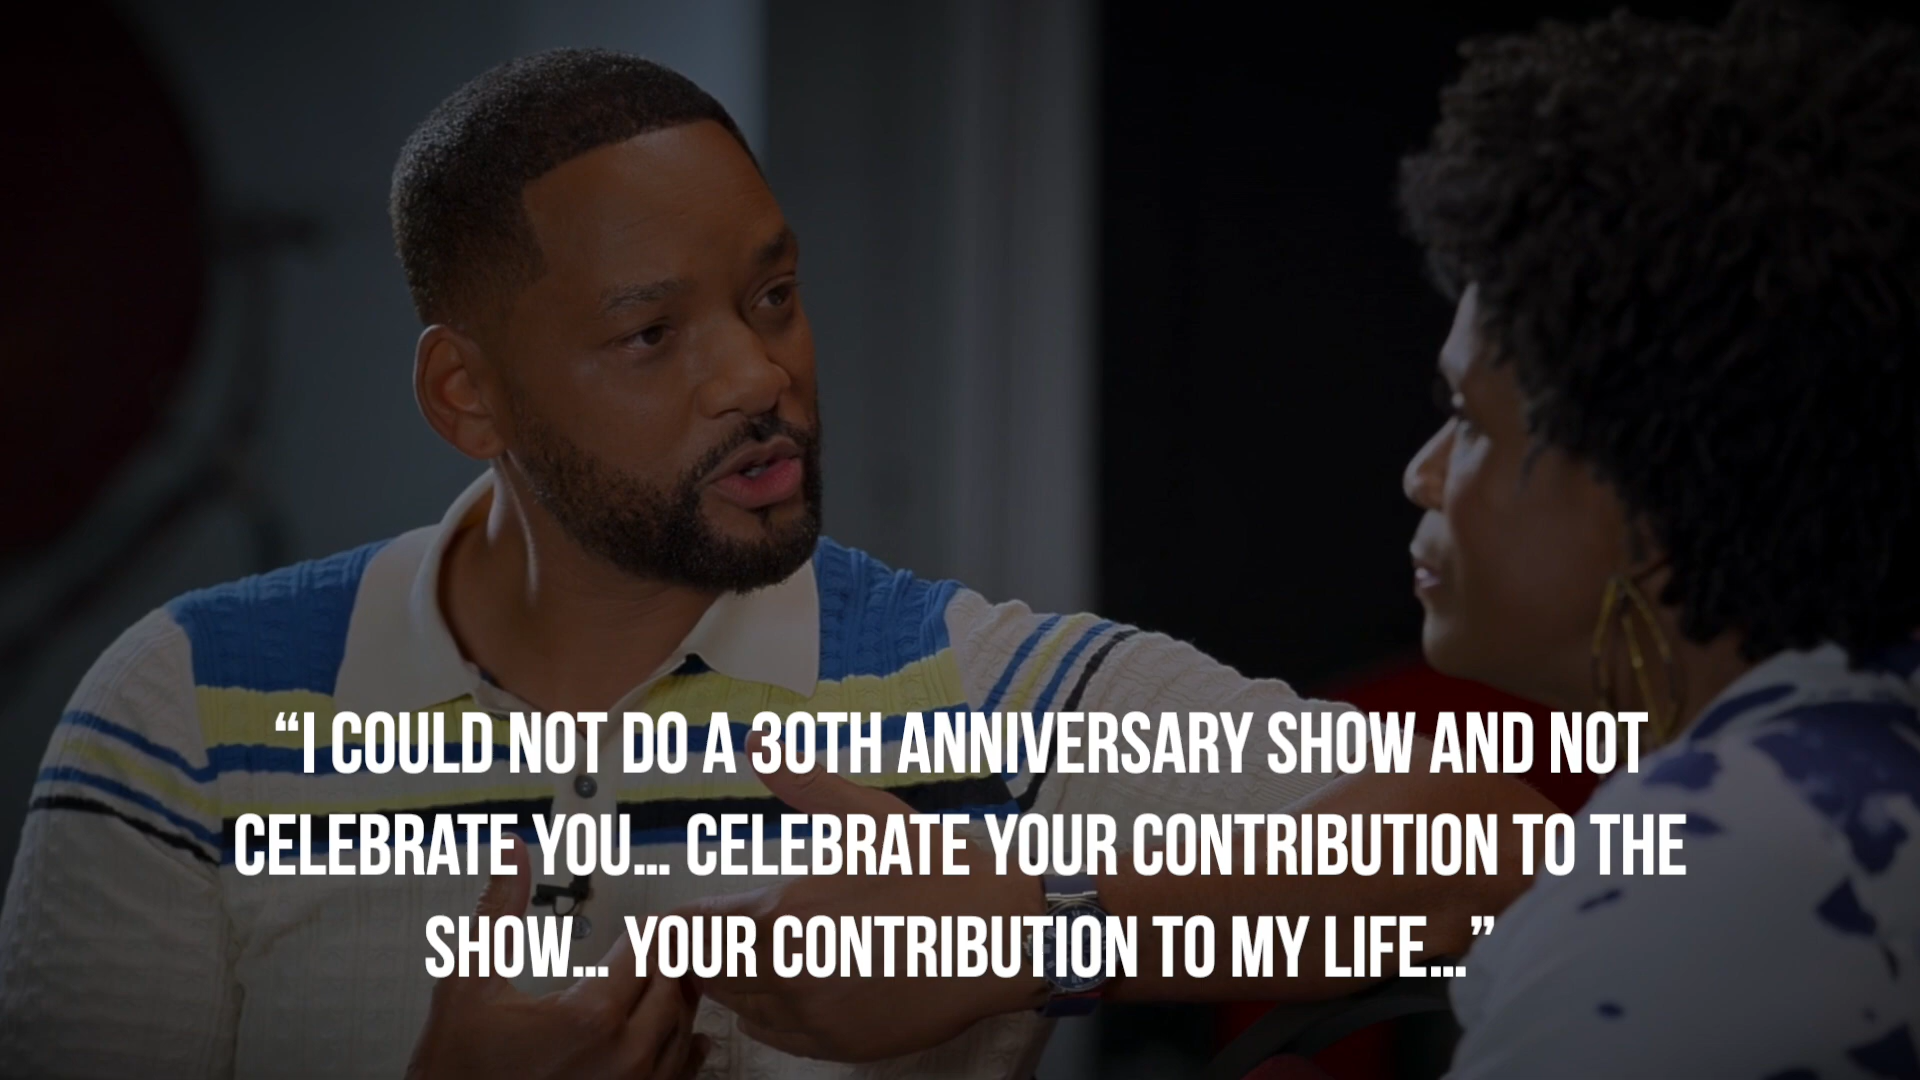 “I COULD NOT DO A 30TH ANNIVERSARY SHOW AND NOT
CELEBRATE YOU... CELEBRATE YOUR CONTRIBUTION TO THE
SHOW... YOUR CONTRIBUTION TO MY LIFE...”